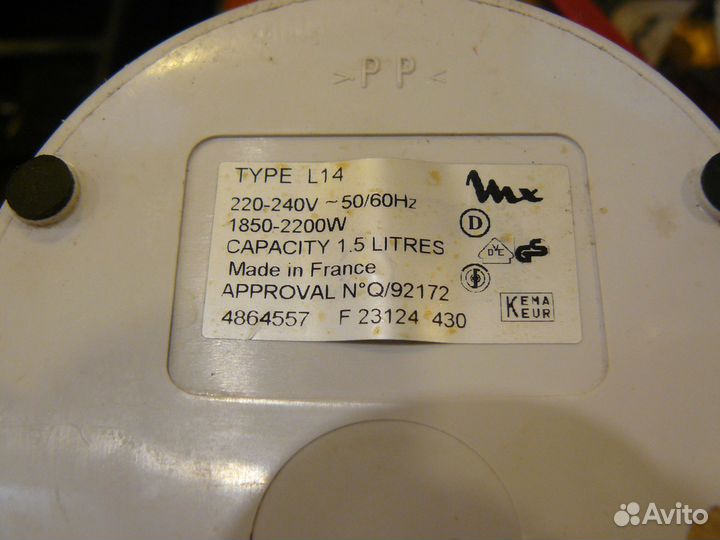 >PP<
TYPE L14
Mx
220-240V ~ 50/60Hz
1850-2200W
D
CAPACITY 1.5 LITRES
DVE
GS
Made in France
APPROVAL N°Q/92172
4864557 F 23124 430
KEMA
KEUR
Avito